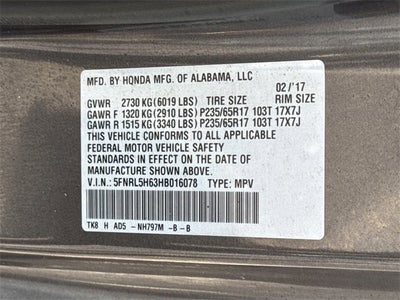 MFD. BY HONDA MFG. OF ALABAMA, LLC
02/'17
GVWR 2730 KG(6019 LBS) TIRE SIZE RIM SIZE
GAWR F 1320 KG(2910 LBS) P235/65R17 103T 17X7J
GAWR R 1515 KG(3340 LBS) P235/65R17 103T 17X7J
THIS VEHICLE CONFORMS TO ALL APPLICABLE
FEDERAL MOTOR VEHICLE SAFETY
STANDARDS IN EFFECT ON THE DATE OF
MANUFACTURE SHOWN ABOVE.
V.I.N: 5FNRL5H63HB016078 TYPE: MPV
TK8 H AD5 -NH797M -B-B